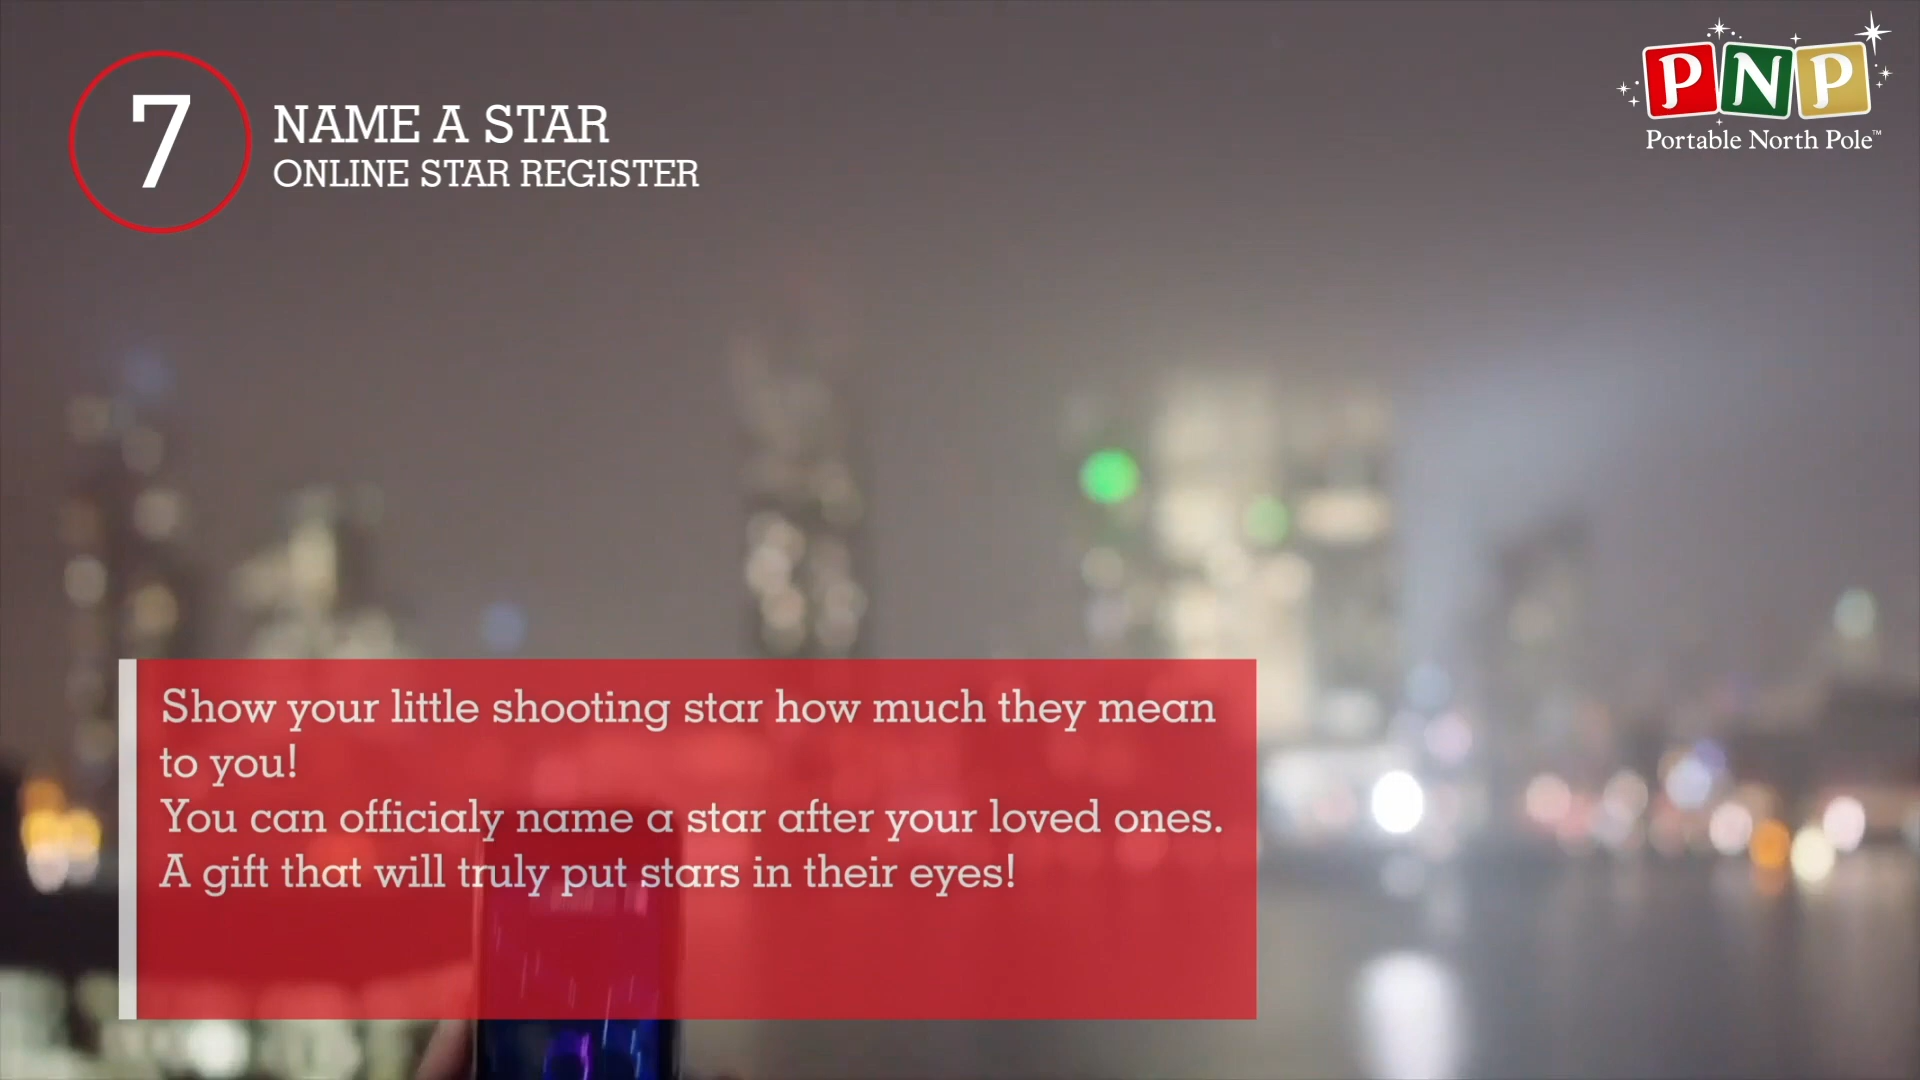 7
NAME A STAR
ONLINE STAR REGISTER
PNP
Portable North Pole™
Show your little shooting star how much they mean
to you!
You can officialy name a star after your loved ones.
A gift that will truly put stars in their eyes!